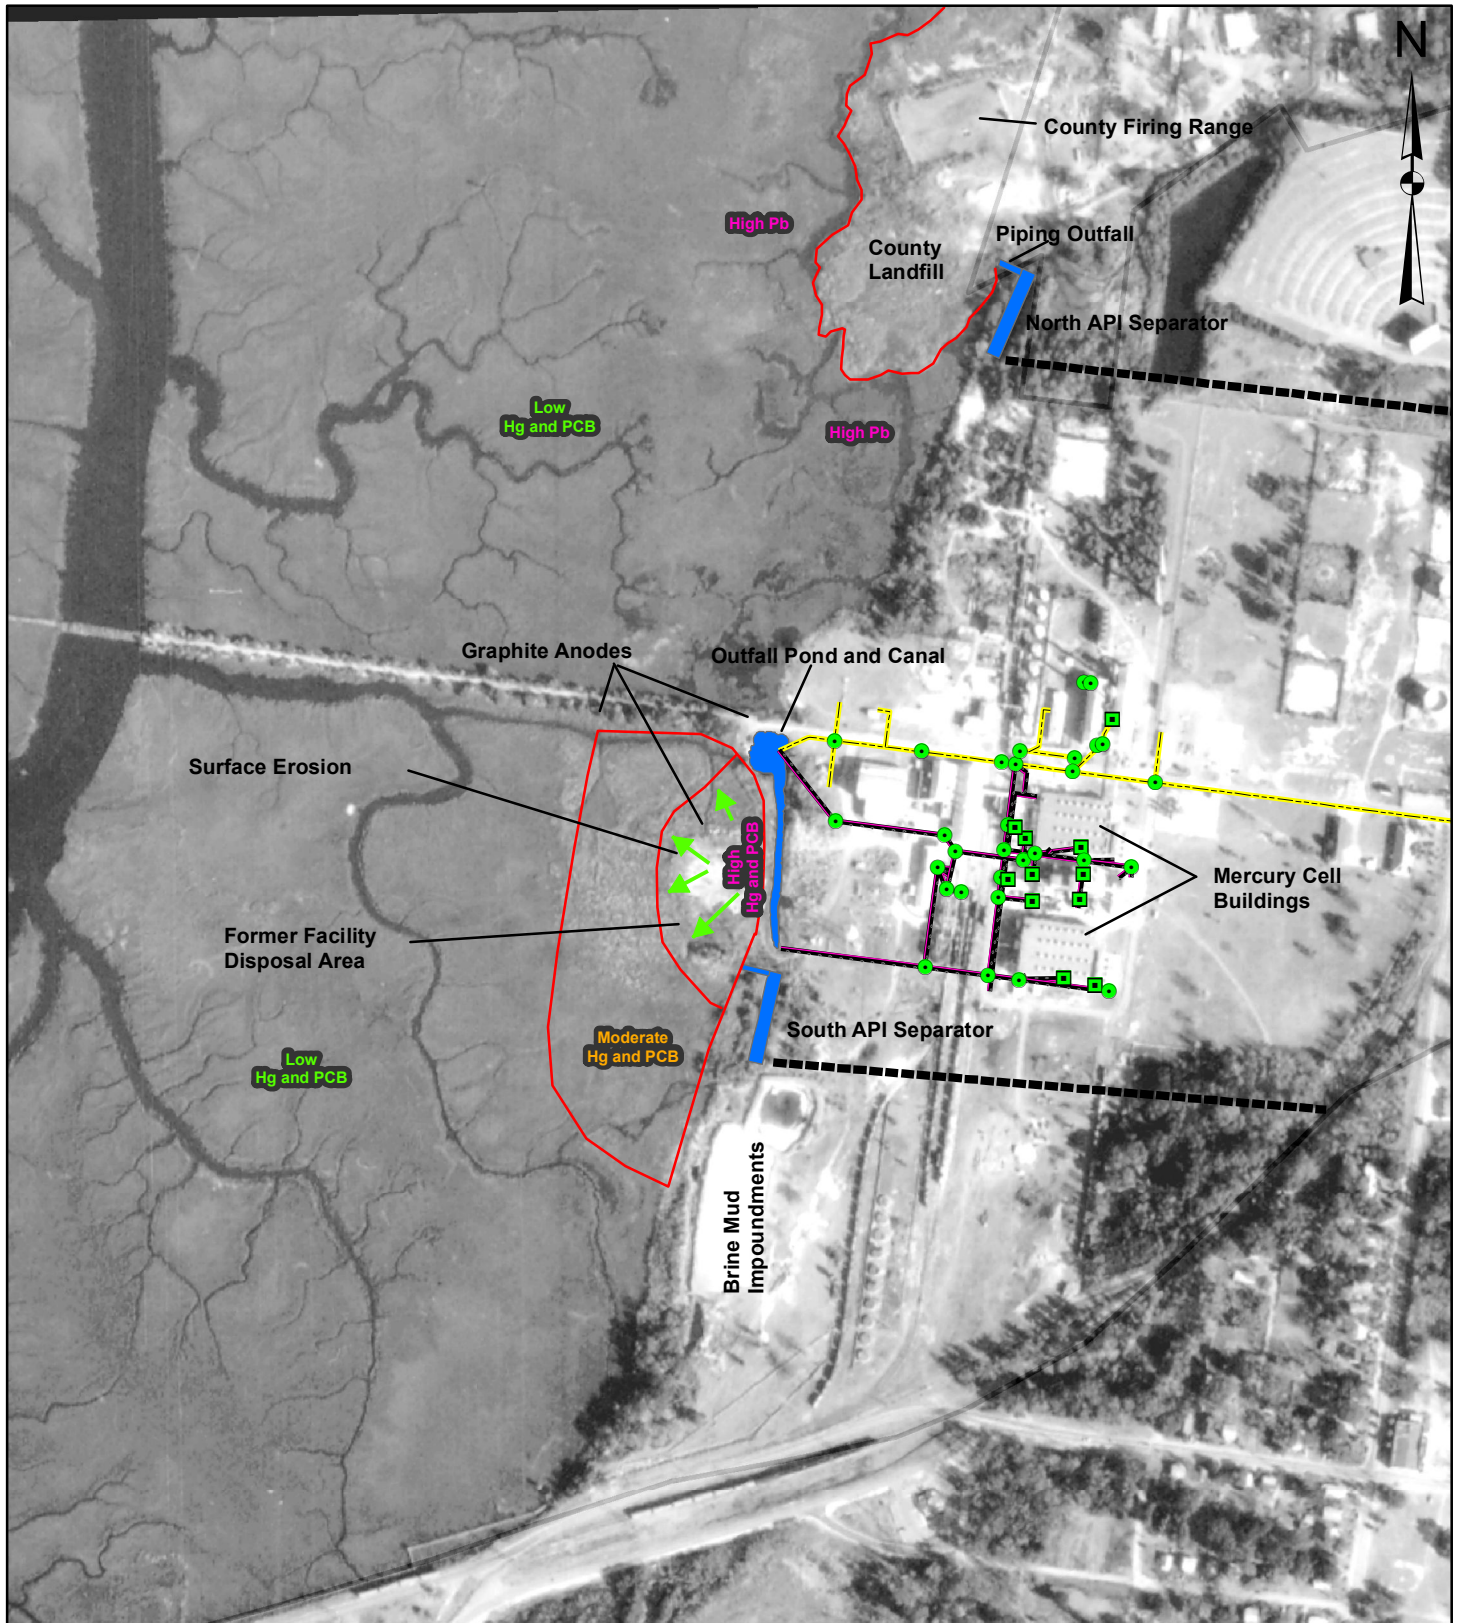 N
County Firing Range
High Pb
Piping Outfall
County
Landfill
North API Separator
Low
Hg and PCB
High Pb
Graphite Anodes
Outfall Pond and Canal
Surface Erosion
High
Hg and PCB
Mercury Cell
Buildings
Former Facility
Disposal Area
South API Separator
Moderate
Hg and PCB
Low
Hg and PCB
Brine Mud
Impoundments